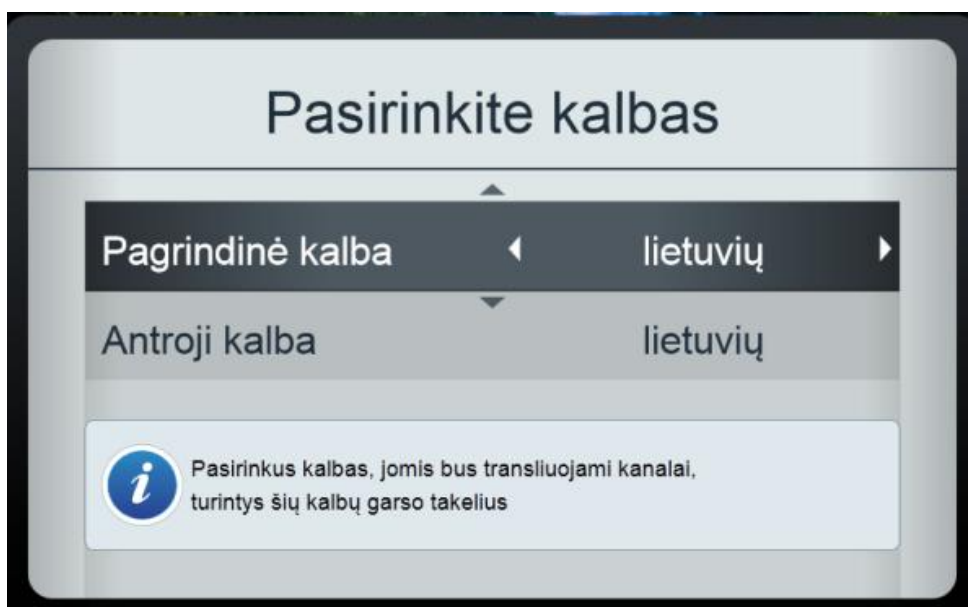 Pasirinkite kalbas
Pagrindinė kalba lietuvių
Antroji kalba lietuvių
Pasirinkus kalbas, jomis bus transliuojami kanalai,
turintys šių kalbų garso takelius